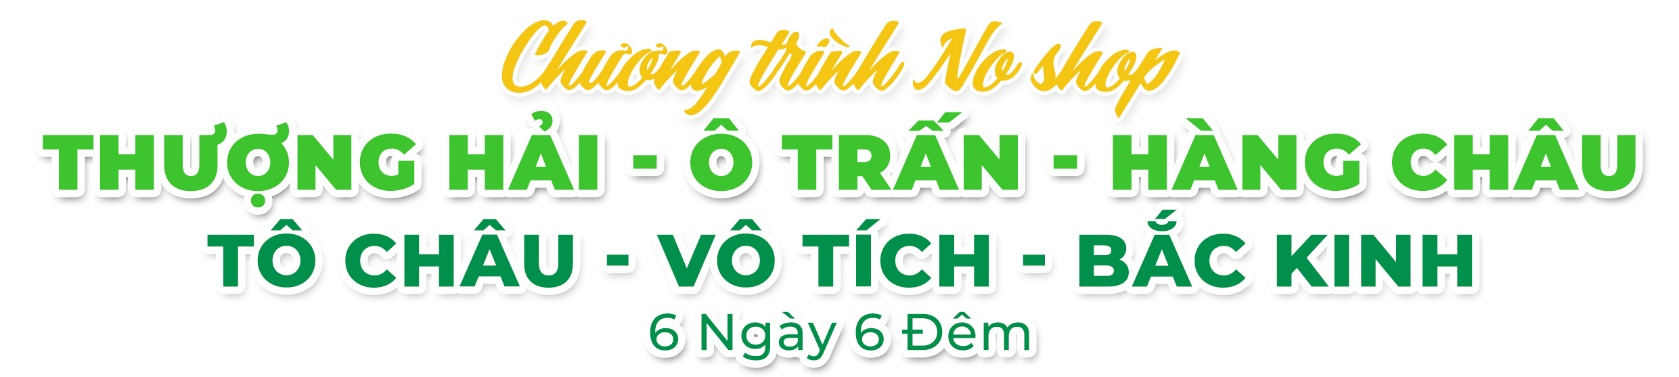 Chương trình No shop
THƯỢNG HẢI - Ô TRẤN - HÀNG CHÂU
TÔ CHÂU - VÔ TÍCH - BẮC KINH
6 Ngày 6 Đêm